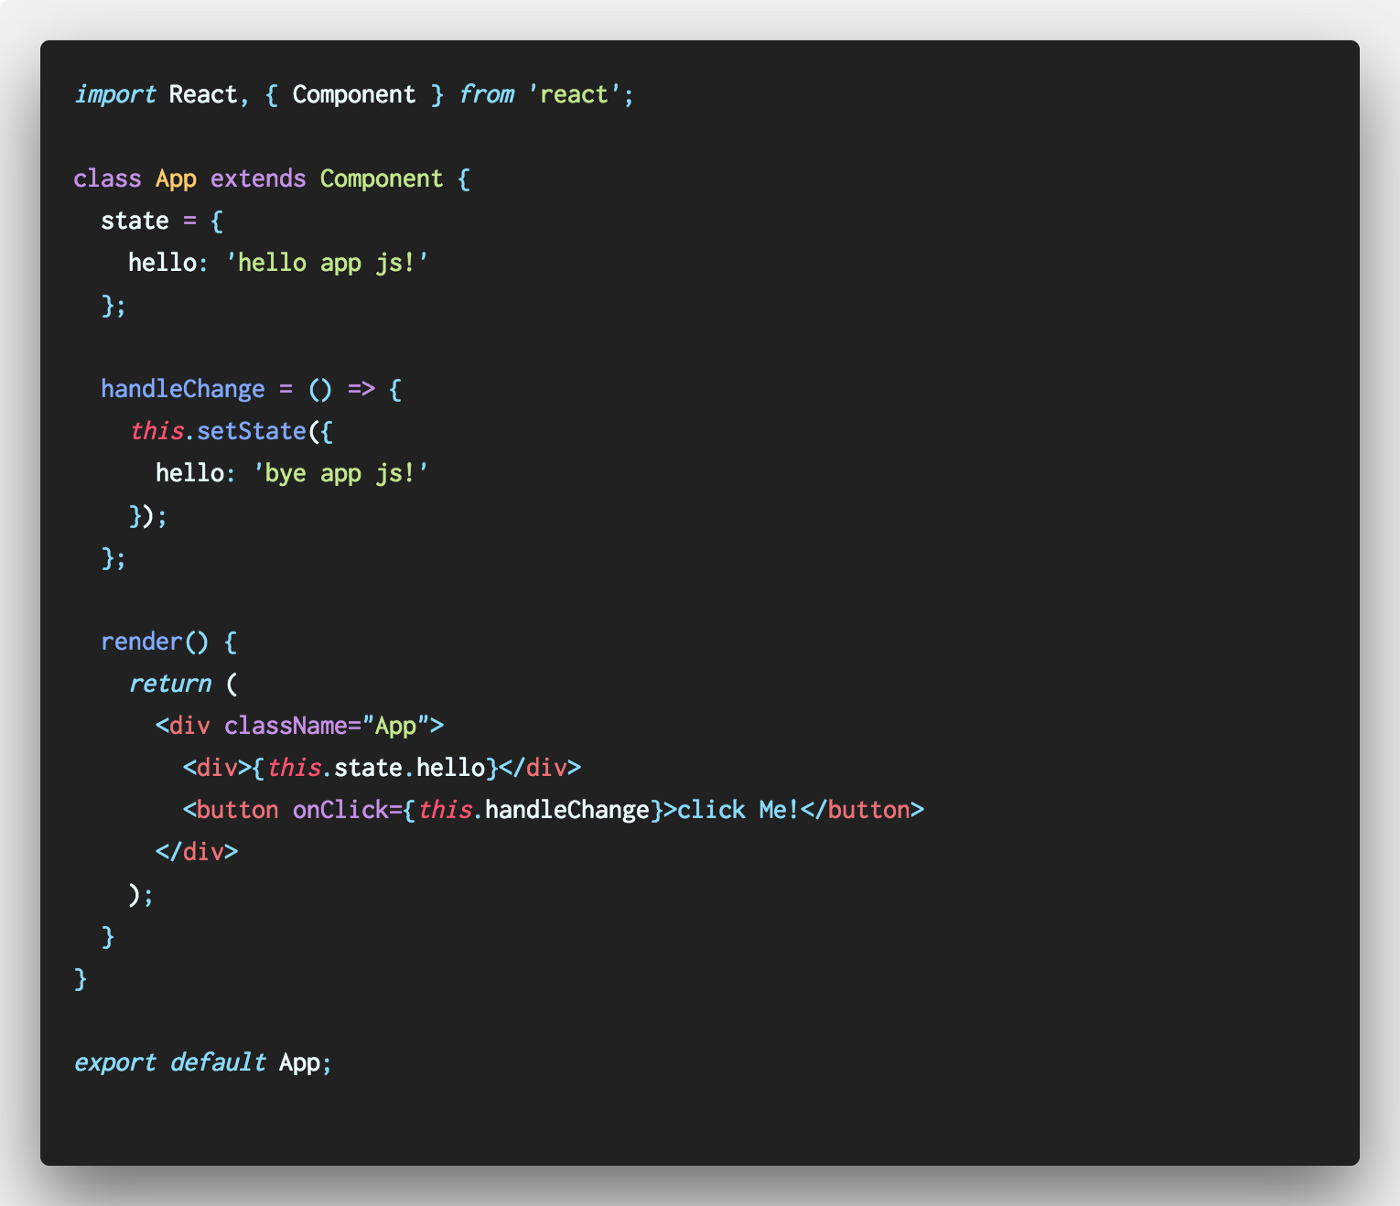 import React, { Component } from 'react';

class App extends Component {
  state = {
    hello: 'hello app js!'
  };

  handleChange = () => {
    this.setState({
      hello: 'bye app js!'
    });
  };

  render() {
    return (
      <div className="App">
        <div>{this.state.hello}</div>
        <button onClick={this.handleChange}>click Me!</button>
      </div>
    );
  }
}

export default App;